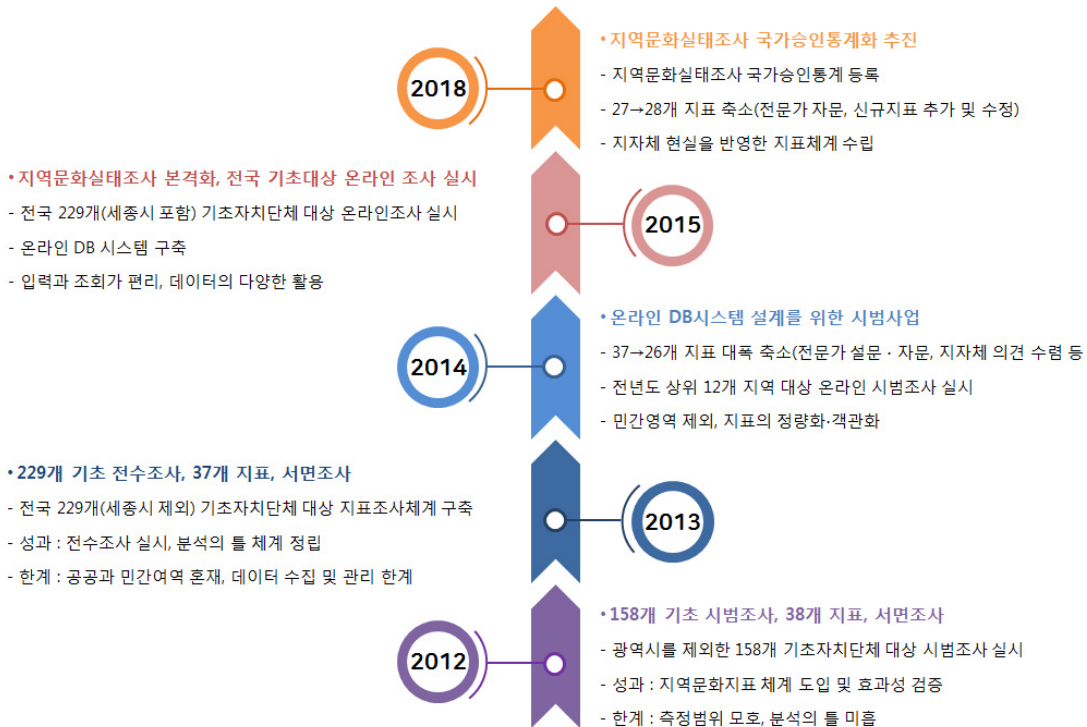 2018
• 지역문화실태조사 국가승인통계화 추진
- 지역문화실태조사 국가승인통계 등록
- 27→28개 지표 축소(전문가 자문, 신규지표 추가 및 수정)
- 지자체 현실을 반영한 지표체계 수립
• 지역문화실태조사 본격화, 전국 기초대상 온라인 조사 실시
- 전국 229개(세종시 포함) 기초자치단체 대상 온라인조사 실시
- 온라인 DB 시스템 구축
- 입력과 조회가 편리, 데이터의 다양한 활용
2015
2014
• 온라인 DB시스템 설계를 위한 시범사업
- 37→26개 지표 대폭 축소(전문가 설문 · 자문, 지자체 의견 수렴 등
- 전년도 상위 12개 지역 대상 온라인 시범조사 실시
- 민간영역 제외, 지표의 정량화·객관화
• 229개 기초 전수조사, 37개 지표, 서면조사
- 전국 229개(세종시 제외) 기초자치단체 대상 지표조사체계 구축
- 성과 : 전수조사 실시, 분석의 틀 체계 정립
- 한계 : 공공과 민간여역 혼재, 데이터 수집 및 관리 한계
2013
2012
• 158개 기초 시범조사, 38개 지표, 서면조사
- 광역시를 제외한 158개 기초자치단체 대상 시범조사 실시
- 성과 : 지역문화지표 체계 도입 및 효과성 검증
- 한계 : 측정범위 모호, 분석의 틀 미흡